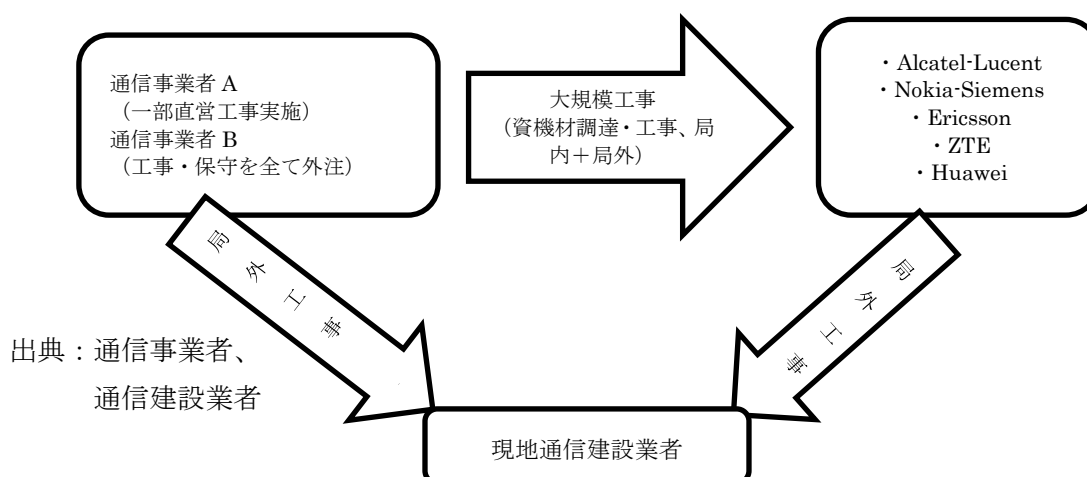 通信事業者 A
（一部直営工事実施）
通信事業者 B
（工事・保守を全て外注）
大規模工事
（資機材調達・工事、局
内＋局外）
・Alcatel-Lucent
・Nokia-Siemens
・Ericsson
・ZTE
・Huawei
局外工事
局外工事
出典：通信事業者、
通信建設業者
現地通信建設業者